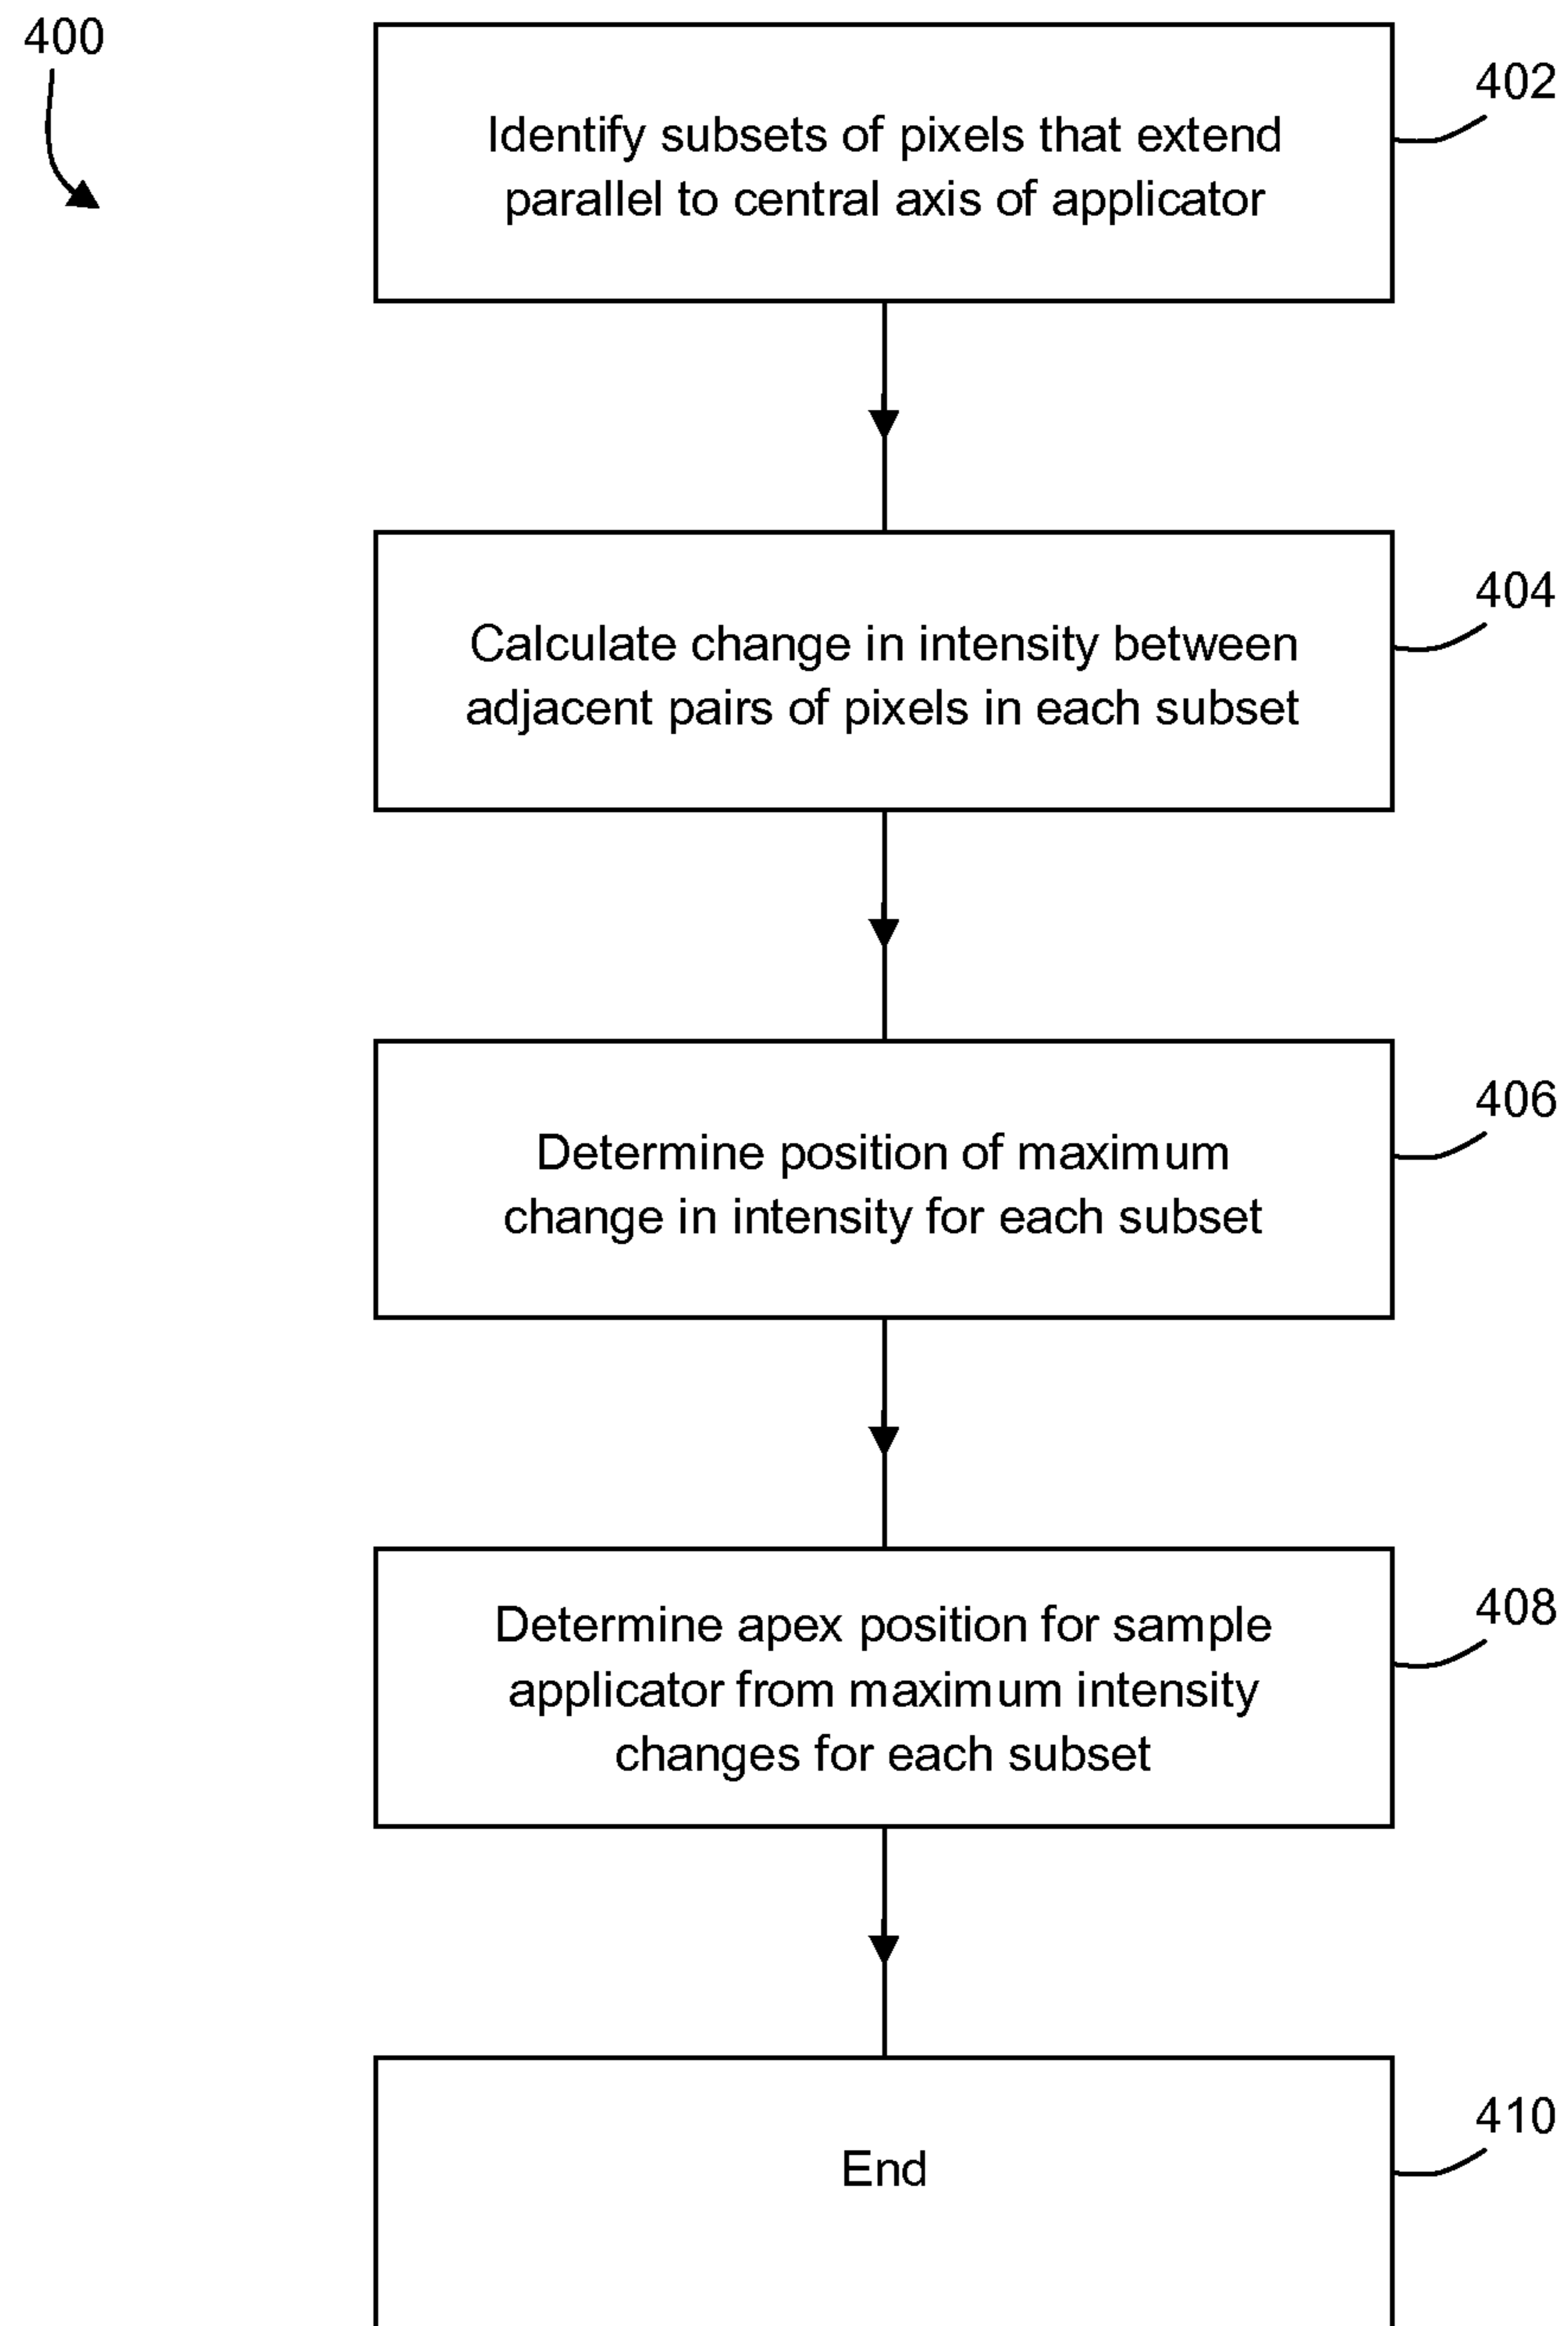 400
402
Identify subsets of pixels that extend
parallel to central axis of applicator
404
Calculate change in intensity between
adjacent pairs of pixels in each subset
406
Determine position of maximum
change in intensity for each subset
408
Determine apex position for sample
applicator from maximum intensity
changes for each subset
410
End